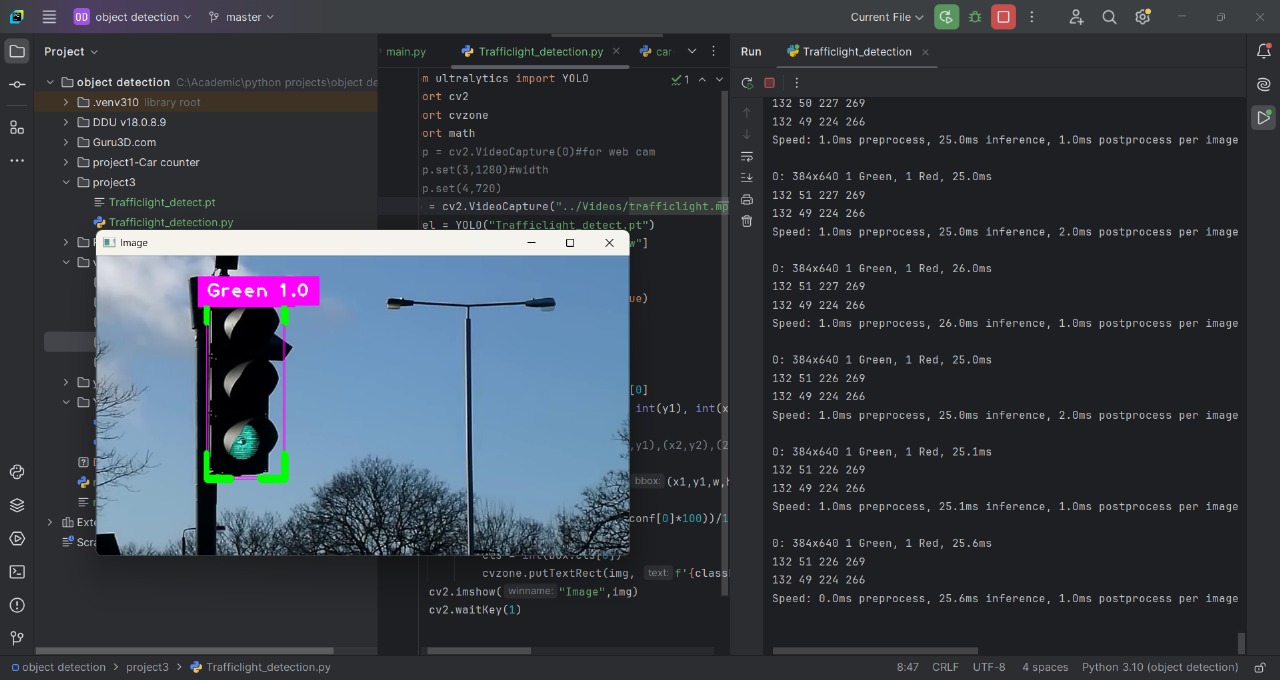 OD object detection master
Current File
Project
object detection C:\Academic\python projects\object de
.venv310 library root
DDU v18.0.8.9
Guru3D.com
project1-Car counter
project3
Trafficlight_detect.pt
Trafficlight_detection.py
main.py Trafficlight_detection.py car
1
m ultralytics import YOLO
ort cv2
ort cvzone
ort math
p = cv2.VideoCapture(0)#for web cam
p.set(3,1280)#width
p.set(4,720)
= cv2.VideoCapture("../Videos/trafficlight.mp
el = YOLO("Trafficlight_detect.pt")
w"]
ue)
[0]
int(y1), int(x
,y1),(x2,y2),(2
bbox: (x1,y1,w,h
conf[0]*100))/1
cvzone.putTextRect(img, text: f'{class
cv2.imshow( winname: "Image",img)
cv2.waitKey(1)
Image
Green 1.0
Run Trafficlight_detection
132 50 227 269
132 49 224 266
Speed: 1.0ms preprocess, 25.0ms inference, 1.0ms postprocess per image
0: 384x640 1 Green, 1 Red, 25.0ms
132 51 227 269
132 49 224 266
Speed: 1.0ms preprocess, 25.0ms inference, 2.0ms postprocess per image
0: 384x640 1 Green, 1 Red, 26.0ms
132 51 227 269
132 49 224 266
Speed: 1.0ms preprocess, 26.0ms inference, 1.0ms postprocess per image
0: 384x640 1 Green, 1 Red, 25.0ms
132 51 226 269
132 49 224 266
Speed: 1.0ms preprocess, 25.0ms inference, 2.0ms postprocess per image
0: 384x640 1 Green, 1 Red, 25.1ms
132 51 226 269
132 49 224 266
Speed: 1.0ms preprocess, 25.1ms inference, 1.0ms postprocess per image
0: 384x640 1 Green, 1 Red, 25.6ms
132 51 226 269
132 49 224 266
Speed: 0.0ms preprocess, 25.6ms inference, 1.0ms postprocess per image
Exte
Scra
object detection > project3 > Trafficlight_detection.py
8:47 CRLF UTF-8 4 spaces Python 3.10 (object detection)